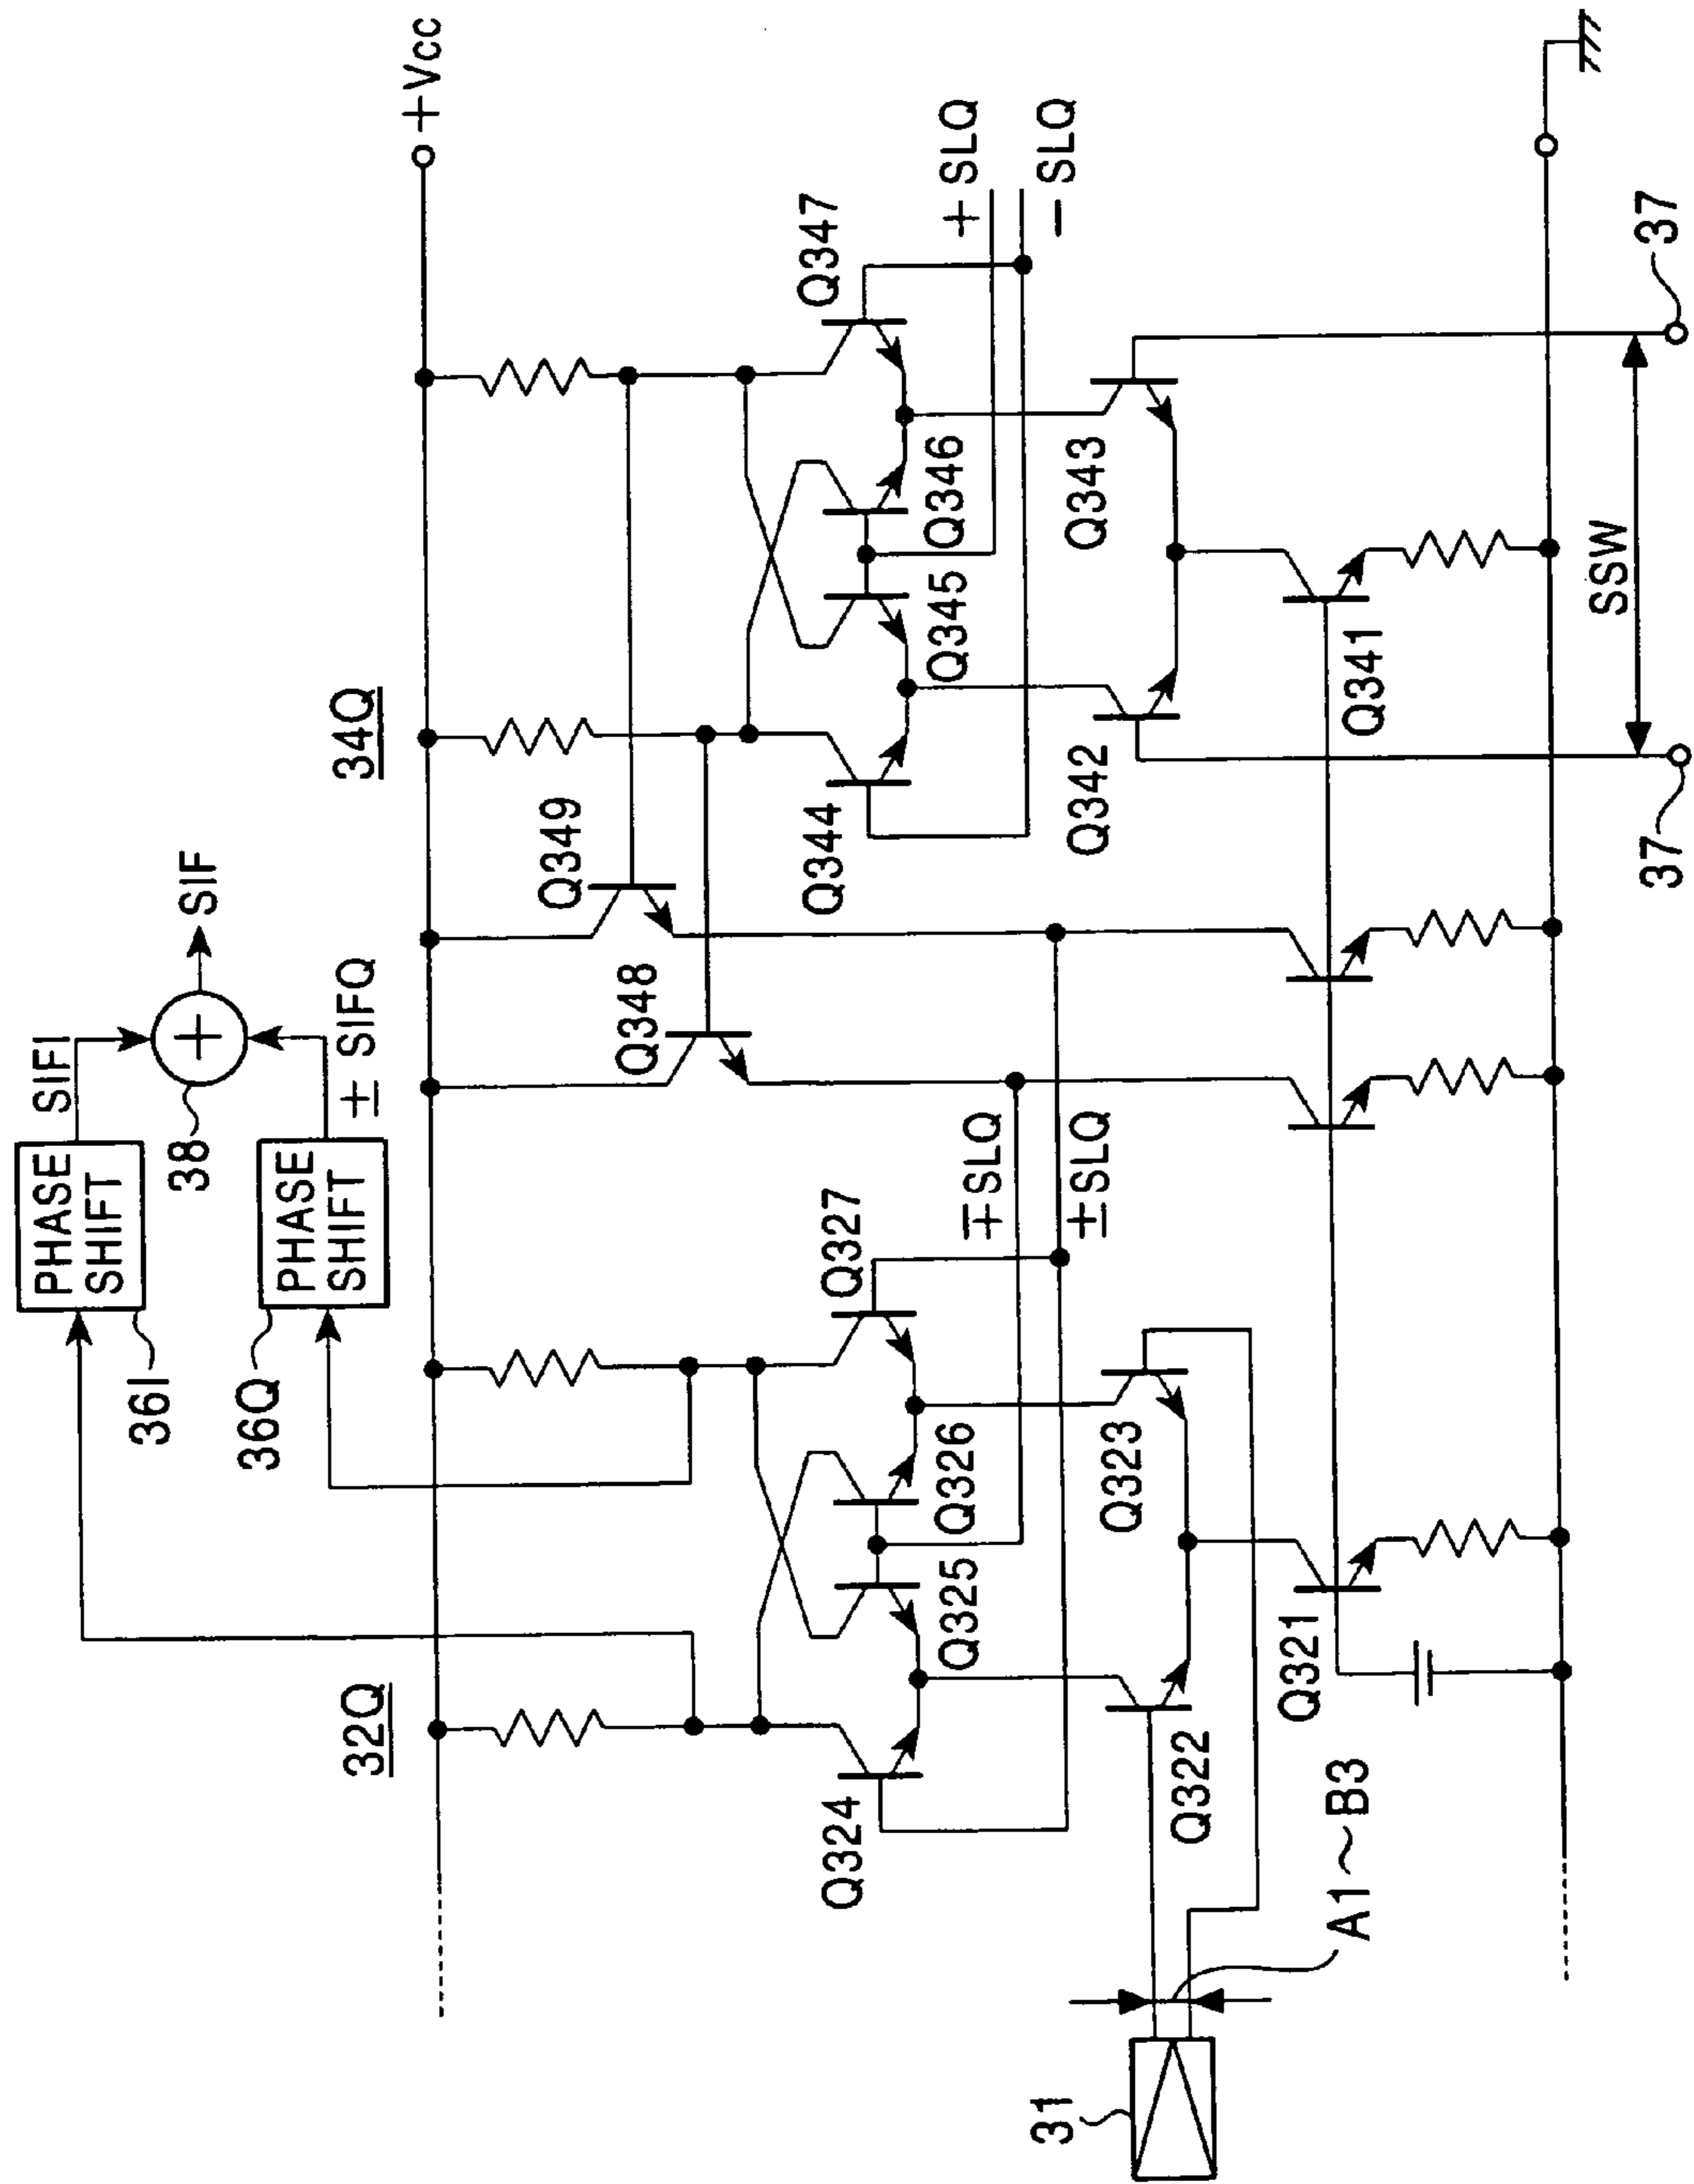 +Vcc
34Q
32Q
SIF
SIFI
± SIFQ
38
PHASE SHIFT
PHASE SHIFT
36I
36Q
Q349
Q348
Q347
Q346
Q345
Q344
+SLQ
-SLQ
Q343
Q342
Q341
SSW
37
37
∓SLQ
±SLQ
Q327
Q326
Q325
Q324
Q323
Q322
Q321
A1~B3
31